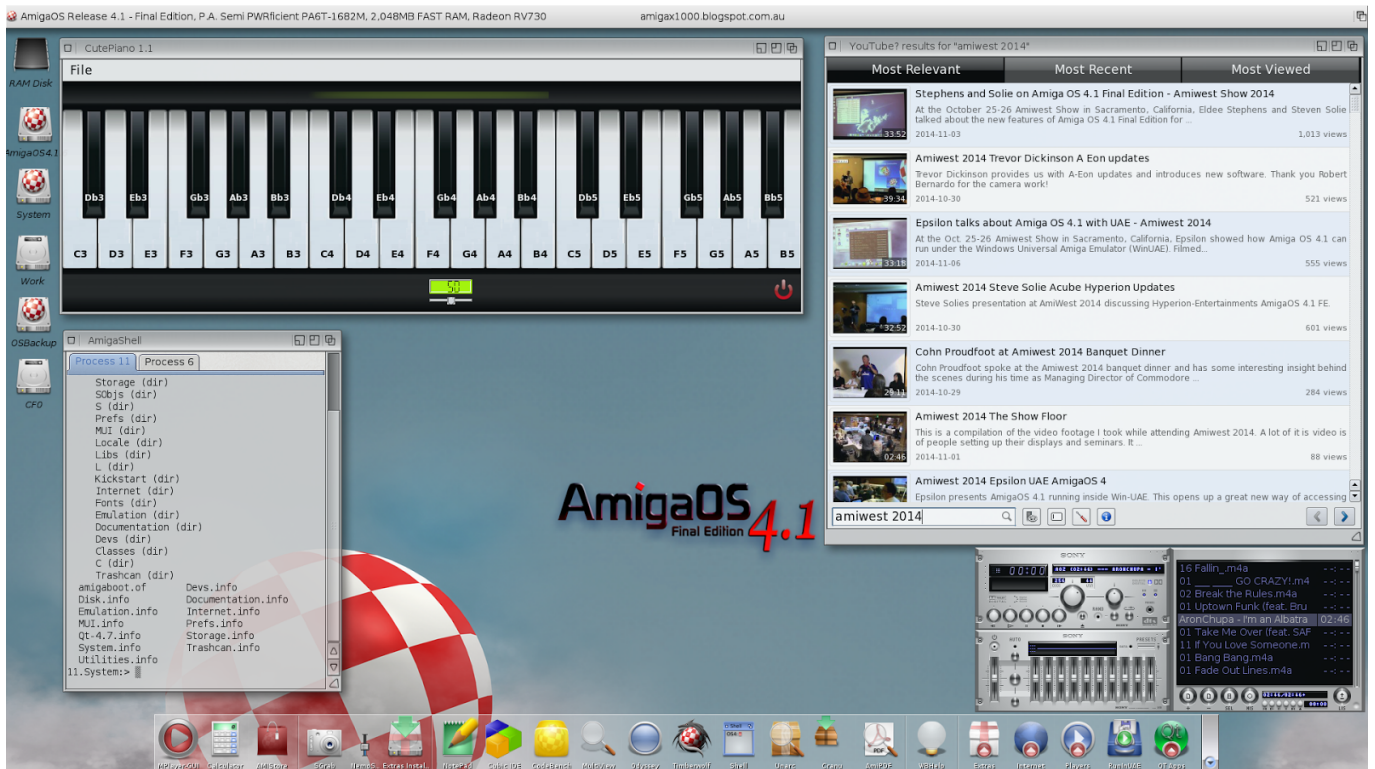 AmigaOS Release 4.1 - Final Edition, P.A. Semi PWRficient PA6T-1682M, 2,048MB FAST RAM, Radeon RV730
amigax1000.blogspot.com.au
RAM Disk
AmigaOS4.1
System
Work
OSBackup
CF0
CutePiano 1.1
File
Db3 Eb3 Gb3 Ab3 Bb3 Db4 Eb4 Gb4 Ab4 Bb4 Db5 Eb5 Gb5 Ab5 Bb5
C3 D3 E3 F3 G3 A3 B3 C4 D4 E4 F4 G4 A4 B4 C5 D5 E5 F5 G5 A5 B5
50
AmigaShell
Process 11 Process 6
Storage (dir)
SObjs (dir)
S (dir)
Prefs (dir)
MUI (dir)
Locale (dir)
Libs (dir)
L (dir)
Kickstart (dir)
Internet (dir)
Fonts (dir)
Emulation (dir)
Documentation (dir)
Devs (dir)
Classes (dir)
C (dir)
Trashcan (dir)
amigaboot.of Devs.info
Disk.info Documentation.info
Emulation.info Internet.info
MUI.info Prefs.info
Qt-4.7.info Storage.info
System.info Trashcan.info
Utilities.info
11.System:>
AmigaOS 4.1
Final Edition
YouTube? results for "amiwest 2014"
Most Relevant Most Recent Most Viewed
Stephens and Solie on Amiga OS 4.1 Final Edition - Amiwest Show 2014
At the October 25-26 Amiwest Show in Sacramento, California, Eldee Stephens and Steven Solie
talked about the new features of Amiga OS 4.1 Final Edition for ...
33:52 2014-11-03 1,013 views
Amiwest 2014 Trevor Dickinson A Eon updates
Trevor Dickinson provides us with A-Eon updates and introduces new software. Thank you Robert
Bernardo for the camera work!
39:34 2014-10-30 521 views
Epsilon talks about Amiga OS 4.1 with UAE - Amiwest 2014
At the Oct. 25-26 Amiwest Show in Sacramento, California, Epsilon showed how Amiga OS 4.1 can
run under the Windows Universal Amiga Emulator (WinUAE). Filmed...
33:18 2014-11-06 555 views
Amiwest 2014 Steve Solie Acube Hyperion Updates
Steve Solies presentation at AmiWest 2014 discussing Hyperion-Entertainments AmigaOS 4.1 FE.
32:52 2014-10-30 601 views
Cohn Proudfoot at Amiwest 2014 Banquet Dinner
Cohn Proudfoot spoke at the Amiwest 2014 banquet dinner and has some interesting insight behind
the scenes during his time as Managing Director of Commodore ...
29:11 2014-10-29 284 views
Amiwest 2014 The Show Floor
This is a compilation of the video footage I took while attending Amiwest 2014. A lot of it is video is
of people setting up their displays and seminars. It ...
02:46 2014-11-01 88 views
Amiwest 2014 Epsilon UAE AmigaOS 4
Epsilon presents AmigaOS 4.1 running inside Win-UAE. This opens up a great new way of accessing
amiwest 2014
SONY
00:00
SONY
AUTO PRESETS
16 Fallin_.m4a --:--
01 ___ ____ GO CRAZY!.m4 --:--
02 Break the Rules.m4a --:--
01 Uptown Funk (feat. Bru --:--
AronChupa - I'm an Albatra 02:46
01 Take Me Over (feat. SAF --:--
11 If You Love Someone.m --:--
01 Bang Bang.m4a --:--
01 Fade Out Lines.m4a --:--
MPlayerGUI Calculator AMIStore SGrab Extras Instal.. NotePad Cubic IDE CodeBench MultiView Odyssey Timberwolf Shell Unarc AmiPDF WBHelp Extras Internet Players RunInUAE QT Apps